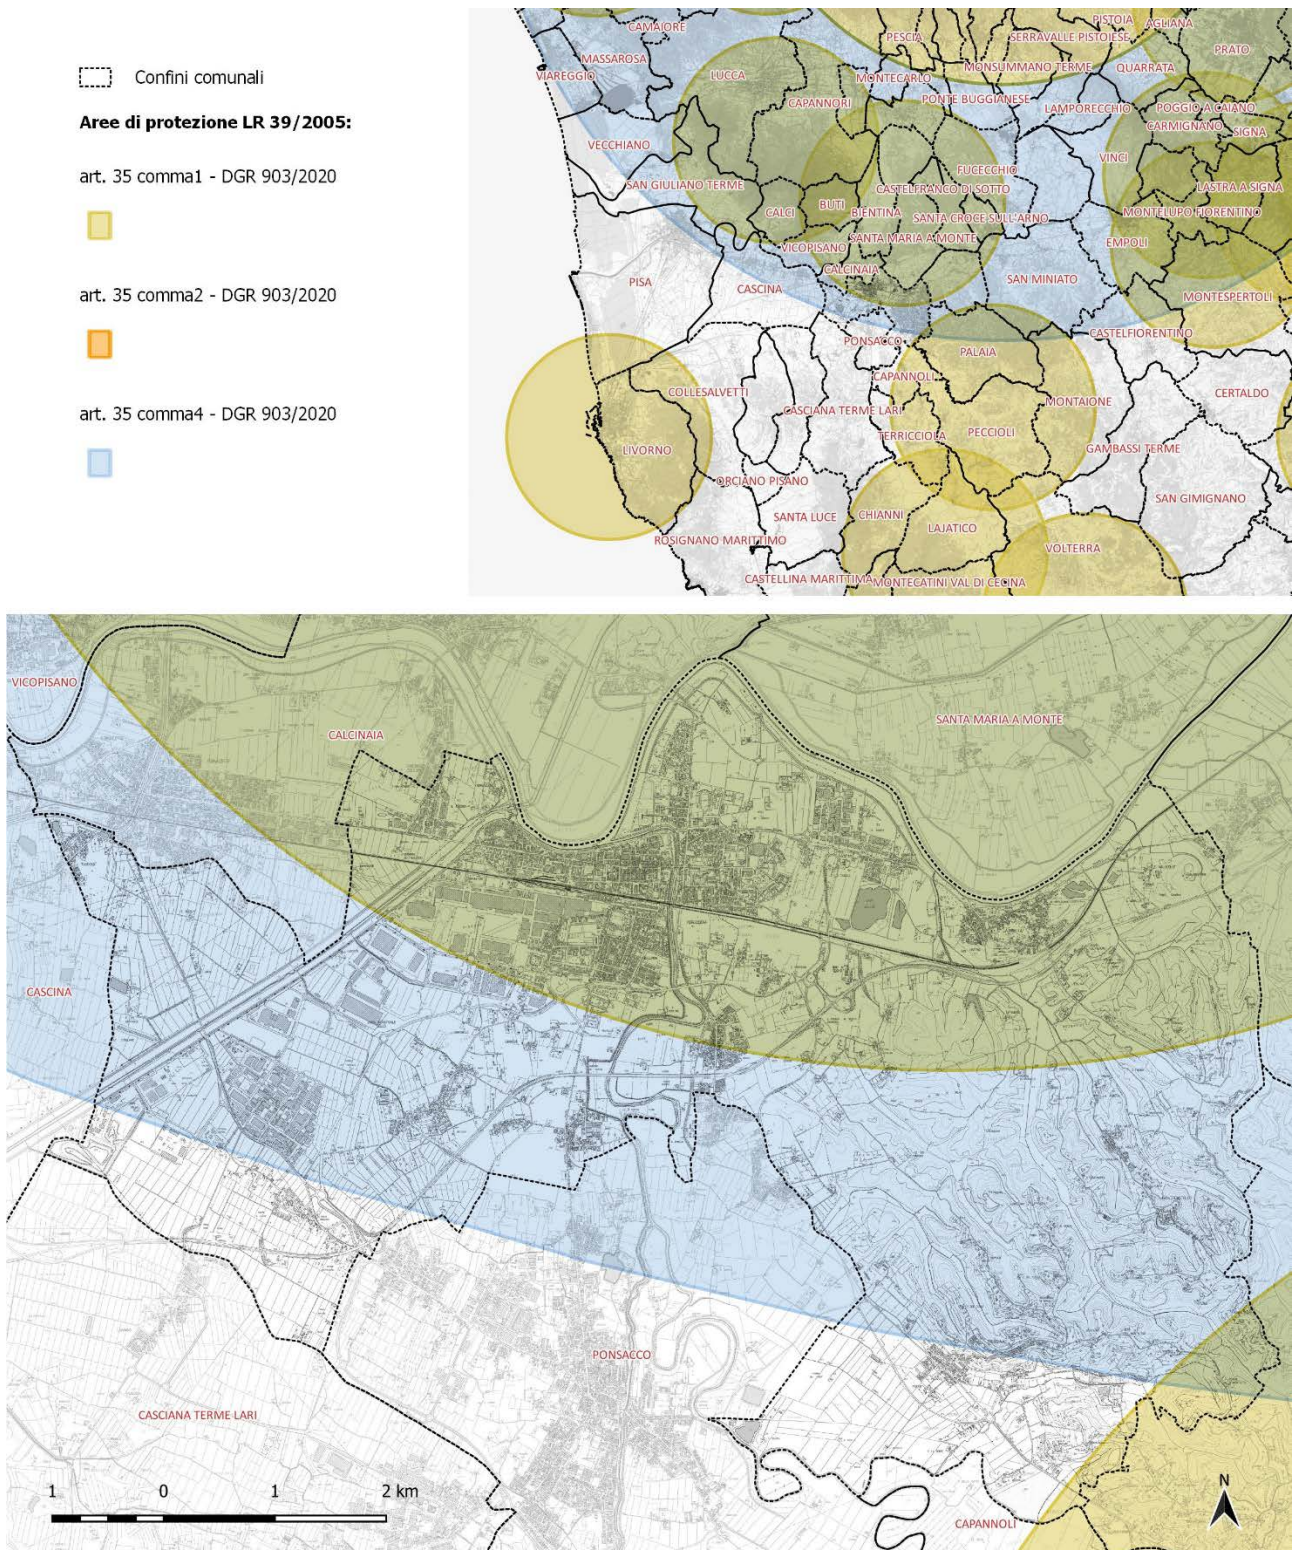 Confini comunali
Aree di protezione LR 39/2005:
art. 35 comma1 - DGR 903/2020
art. 35 comma2 - DGR 903/2020
art. 35 comma4 - DGR 903/2020
CAMAIORE
PESCIA
PISTOIA
AGLIANA
SERRAVALLE PISTOIESE
PRATO
MASSAROSA
VIAREGGIO
LUCCA
MONTECARLO
MONSUMMANO TERME
QUARRATA
CAPANNORI
PONTE BUGGIANESE
LAMPORECCHIO
POGGIO A CAIANO
CARMIGNANO
SIGNA
VECCHIANO
FUCECCHIO
VINCI
SAN GIULIANO TERME
CASTELFRANCO DI SOTTO
LASTRA A SIGNA
CALCI
BUTI
BIENTINA
SANTA CROCE SULL'ARNO
MONTELUPO FIORENTINO
VICOPISANO
SANTA MARIA A MONTE
EMPOLI
CALCINAIA
SAN MINIATO
PISA
CASCINA
MONTESPERTOLI
CASTELFIORENTINO
PONSACCO
PALAIA
CAPANNOLI
COLLESALVETTI
CERTALDO
CASCIANA TERME LARI
MONTAIONE
TERRICCIOLA
PECCIOLI
LIVORNO
GAMBASSI TERME
ORCIANO PISANO
SAN GIMIGNANO
SANTA LUCE
CHIANNI
LAJATICO
ROSIGNANO MARITTIMO
VOLTERRA
CASTELLINA MARITTIMA
MONTECATINI VAL DI CECINA
VICOPISANO
CALCINAIA
SANTA MARIA A MONTE
CASCINA
PONSACCO
CASCIANA TERME LARI
CAPANNOLI
1 0 1 2 km
N